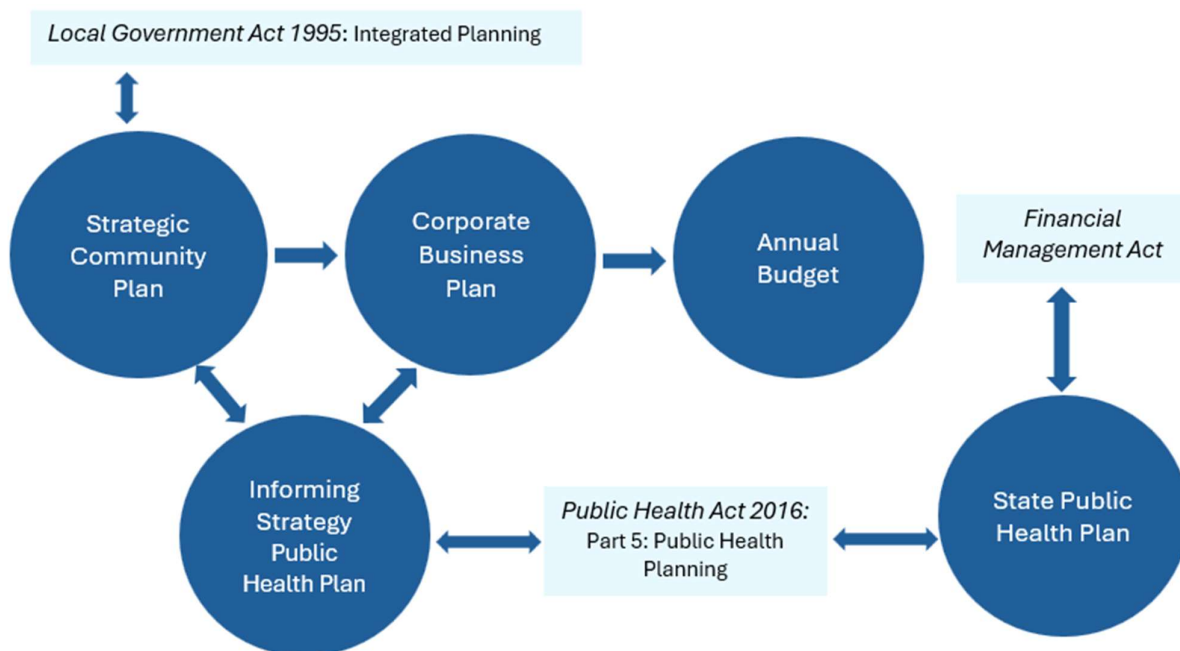 Local Government Act 1995: Integrated Planning
Strategic
Community
Plan
Corporate
Business
Plan
Annual
Budget
Financial
Management Act
Informing
Strategy
Public
Health Plan
Public Health Act 2016:
Part 5: Public Health
Planning
State Public
Health Plan